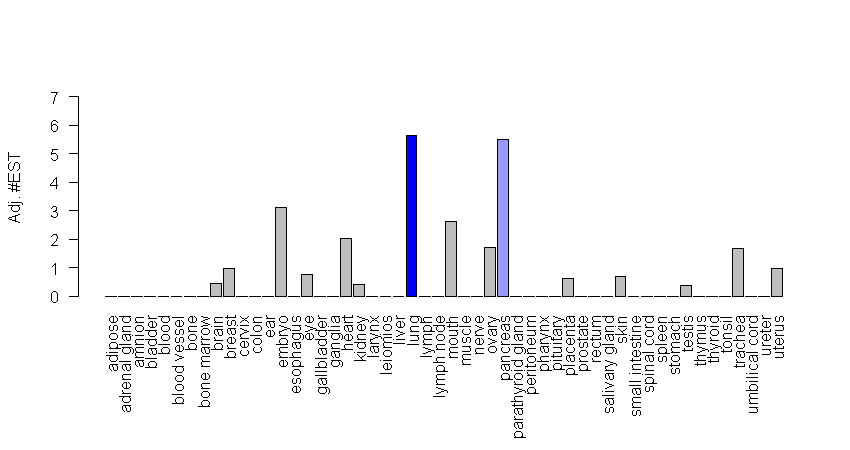 7
6
5
4
3
2
1
0
Adj. #EST
adipose
adrenal gland
amnion
bladder
blood
blood vessel
bone
bone marrow
brain
breast
cervix
colon
ear
embryo
esophagus
eye
gallbladder
ganglia
heart
kidney
larynx
leiomios
liver
lung
lymph
lymph node
mouth
muscle
nerve
ovary
pancreas
parathyroid gland
peritoneum
pharynx
pituitary
placenta
prostate
rectum
salivary gland
skin
small intestine
spinal cord
spleen
stomach
testis
thymus
thyroid
tonsil
trachea
umbilical cord
ureter
uterus